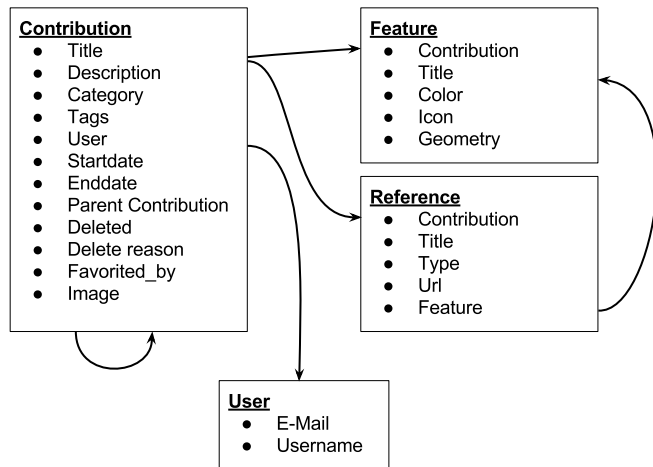 Contribution
● Title
● Description
● Category
● Tags
● User
● Startdate
● Enddate
● Parent Contribution
● Deleted
● Delete reason
● Favorited_by
● Image
Feature
● Contribution
● Title
● Color
● Icon
● Geometry
Reference
● Contribution
● Title
● Type
● Url
● Feature
User
● E-Mail
● Username